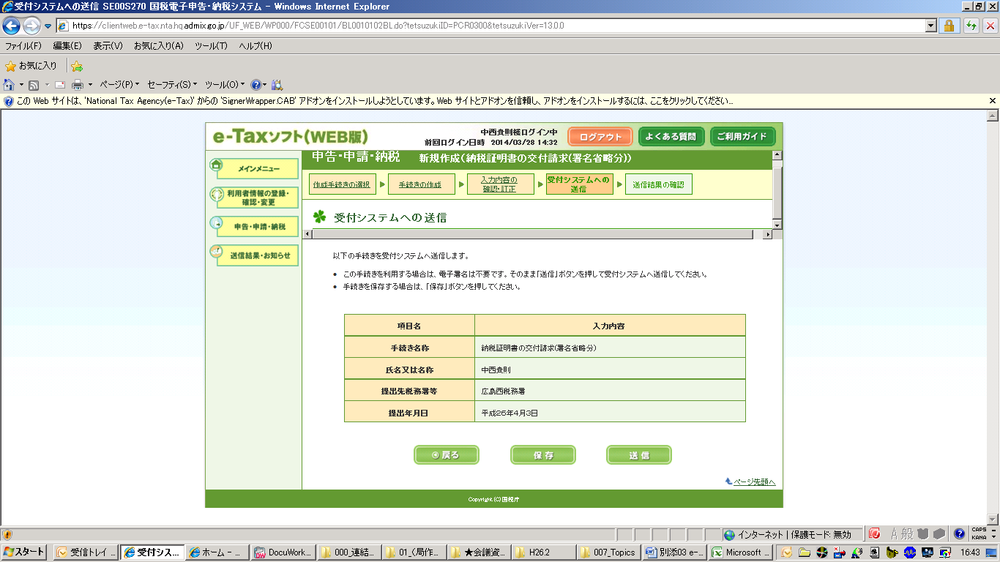 受付システムへの送信 SE00S270 国税電子申告・納税システム - Windows Internet Explorer
https://clientweb.e-tax.nta.hq.admix.go.jp/UF_WEB/WP000/FCSE00101/BL0010102BL.do?tetsuzukiID=PCR0300&tetsuzukiVer=13.0.0
ファイル(F) 編集(E) 表示(V) お気に入り(A) ツール(T) ヘルプ(H)
お気に入り
ページ(P) セーフティ(S) ツール(O)
この Web サイトは、'National Tax Agency(e-Tax)' からの 'SignerWrapper.CAB' アドオンをインストールしようとしています。Web サイトとアドオンを信頼し、アドオンをインストールするには、ここをクリックしてください...
e-Taxソフト(WEB版)
中西貴則様ログイン中
前回ログイン日時 2014/03/28 14:32
ログアウト
よくある質問
ご利用ガイド
メインメニュー
利用者情報の登録・
確認・変更
申告・申請・納税
送信結果・お知らせ
申告・申請・納税 新規作成(納税証明書の交付請求(署名省略分))
作成手続きの選択
手続きの作成
入力内容の
確認・訂正
受付システムへの
送信
送信結果の確認
受付システムへの送信
以下の手続きを受付システムへ送信します。
• この手続きを利用する場合は、電子署名は不要です。そのまま「送信」ボタンを押して受付システムへ送信してください。
• 手続きを保存する場合は、「保存」ボタンを押してください。
項目名 入力内容
手続き名称 納税証明書の交付請求(署名省略分)
氏名又は名称 中西貴則
提出先税務署等 広島西税務署
提出年月日 平成26年4月3日
戻る
保存
送信
ページ先頭へ
Copyright (C) 国税庁
インターネット | 保護モード: 無効
A 般
CAPS
KANA
スタート
受信トレイ ...
受付シス...
ホーム - ...
DocuWork...
000_連結...
01_(局作...
★会議資...
H26.2
007_Topics
別添03 e-...
Microsoft ...
16:43